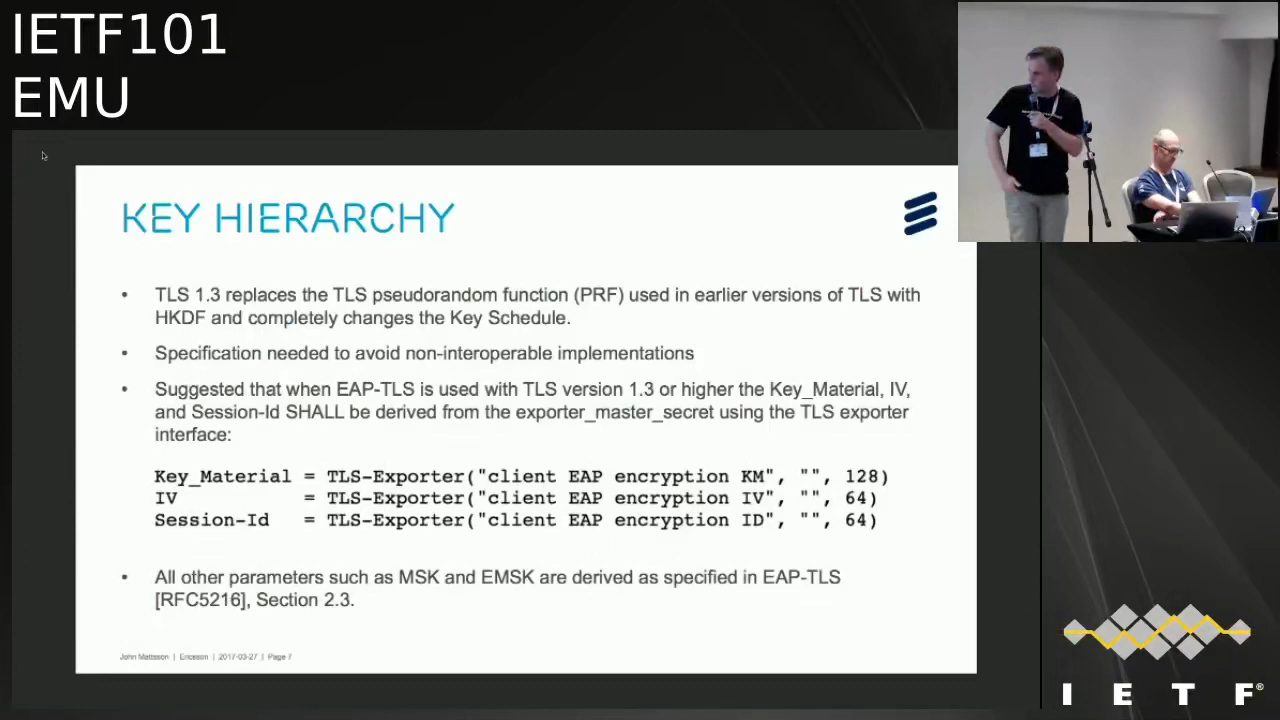 IETF101
EMU
KEY HIERARCHY
• TLS 1.3 replaces the TLS pseudorandom function (PRF) used in earlier versions of TLS with
HKDF and completely changes the Key Schedule.
• Specification needed to avoid non-interoperable implementations
• Suggested that when EAP-TLS is used with TLS version 1.3 or higher the Key_Material, IV,
and Session-Id SHALL be derived from the exporter_master_secret using the TLS exporter
interface:
Key_Material = TLS-Exporter("client EAP encryption KM", "", 128)
IV = TLS-Exporter("client EAP encryption IV", "", 64)
Session-Id = TLS-Exporter("client EAP encryption ID", "", 64)
• All other parameters such as MSK and EMSK are derived as specified in EAP-TLS
[RFC5216], Section 2.3.
John Mattsson | Ericsson | 2017-03-27 | Page 7
I E T F®